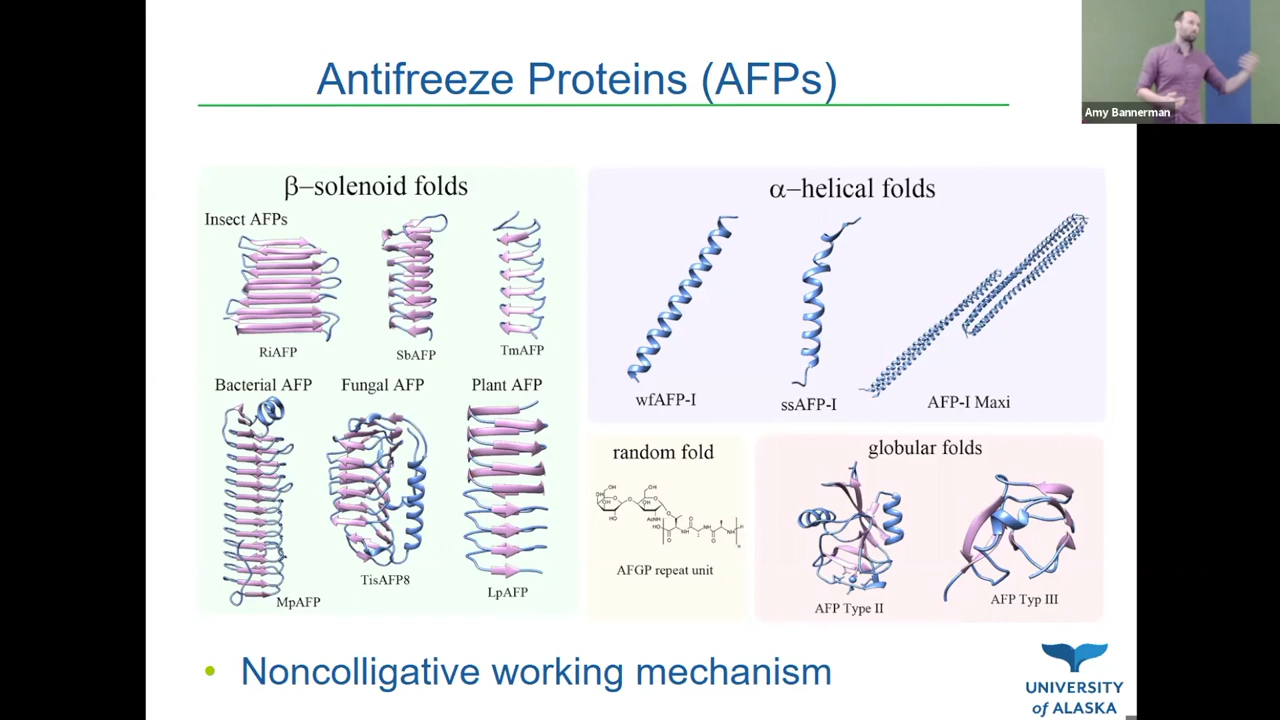 Antifreeze Proteins (AFPs)
Amy Bannerman
β–solenoid folds
Insect AFPs
RiAFP
SbAFP
TmAFP
Bacterial AFP
Fungal AFP
Plant AFP
MpAFP
TisAFP8
LpAFP
α–helical folds
wfAFP-I
ssAFP-I
AFP-I Maxi
random fold
AFGP repeat unit
globular folds
AFP Type II
AFP Typ III
• Noncolligative working mechanism
UNIVERSITY
of ALASKA